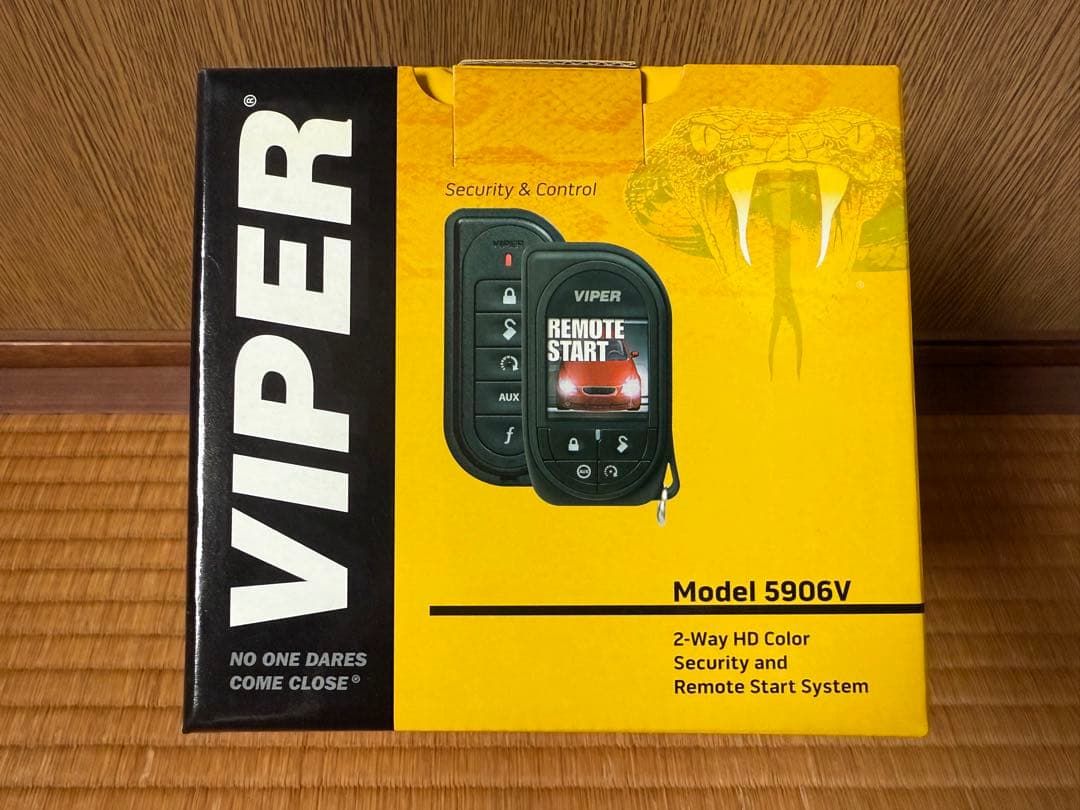 VIPER®
NO ONE DARES
COME CLOSE®
Security & Control
VIPER
AUX
f
VIPER
REMOTE
START
AUX
Model 5906V
2-Way HD Color
Security and
Remote Start System